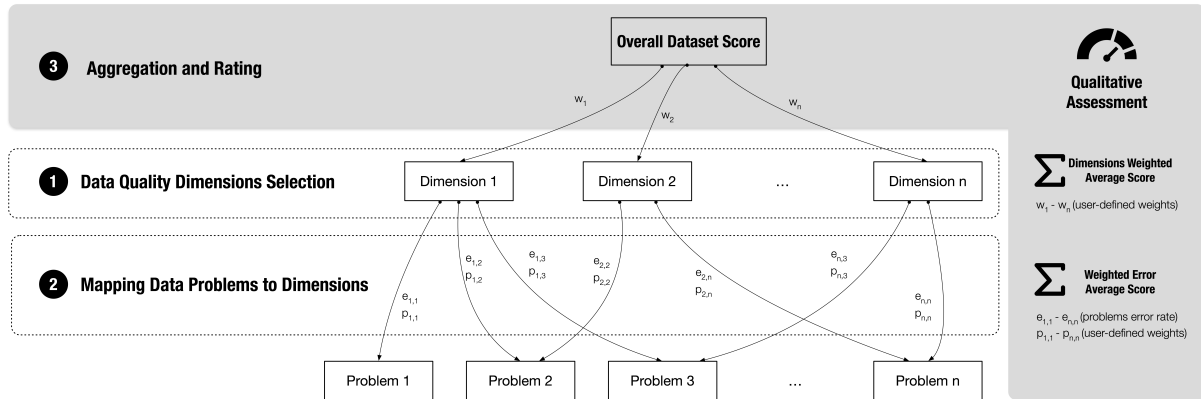 Overall Dataset Score
3 Aggregation and Rating
Qualitative
Assessment
w1
w2
wn
1 Data Quality Dimensions Selection
Dimension 1
Dimension 2
...
Dimension n
Dimensions Weighted
Average Score
w1 - wn (user-defined weights)
2 Mapping Data Problems to Dimensions
e1,1
p1,1
e1,2
p1,2
e1,3
p1,3
e2,2
p2,2
e2,n
p2,n
en,3
pn,3
en,n
pn,n
Weighted Error
Average Score
e1,1 - en,n (problems error rate)
p1,1 - pn,n (user-defined weights)
Problem 1
Problem 2
Problem 3
...
Problem n